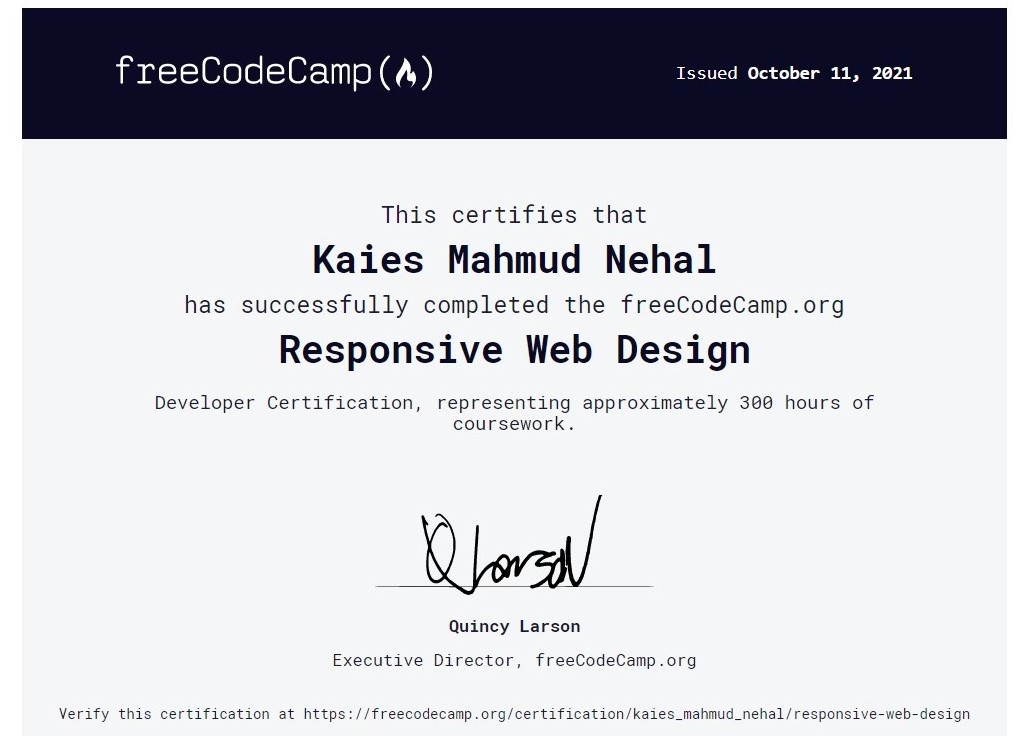 freeCodeCamp(🔥)
Issued October 11, 2021
This certifies that
Kaies Mahmud Nehal
has successfully completed the freeCodeCamp.org
Responsive Web Design
Developer Certification, representing approximately 300 hours of
coursework.
Q Larson
Quincy Larson
Executive Director, freeCodeCamp.org
Verify this certification at https://freecodecamp.org/certification/kaies_mahmud_nehal/responsive-web-design